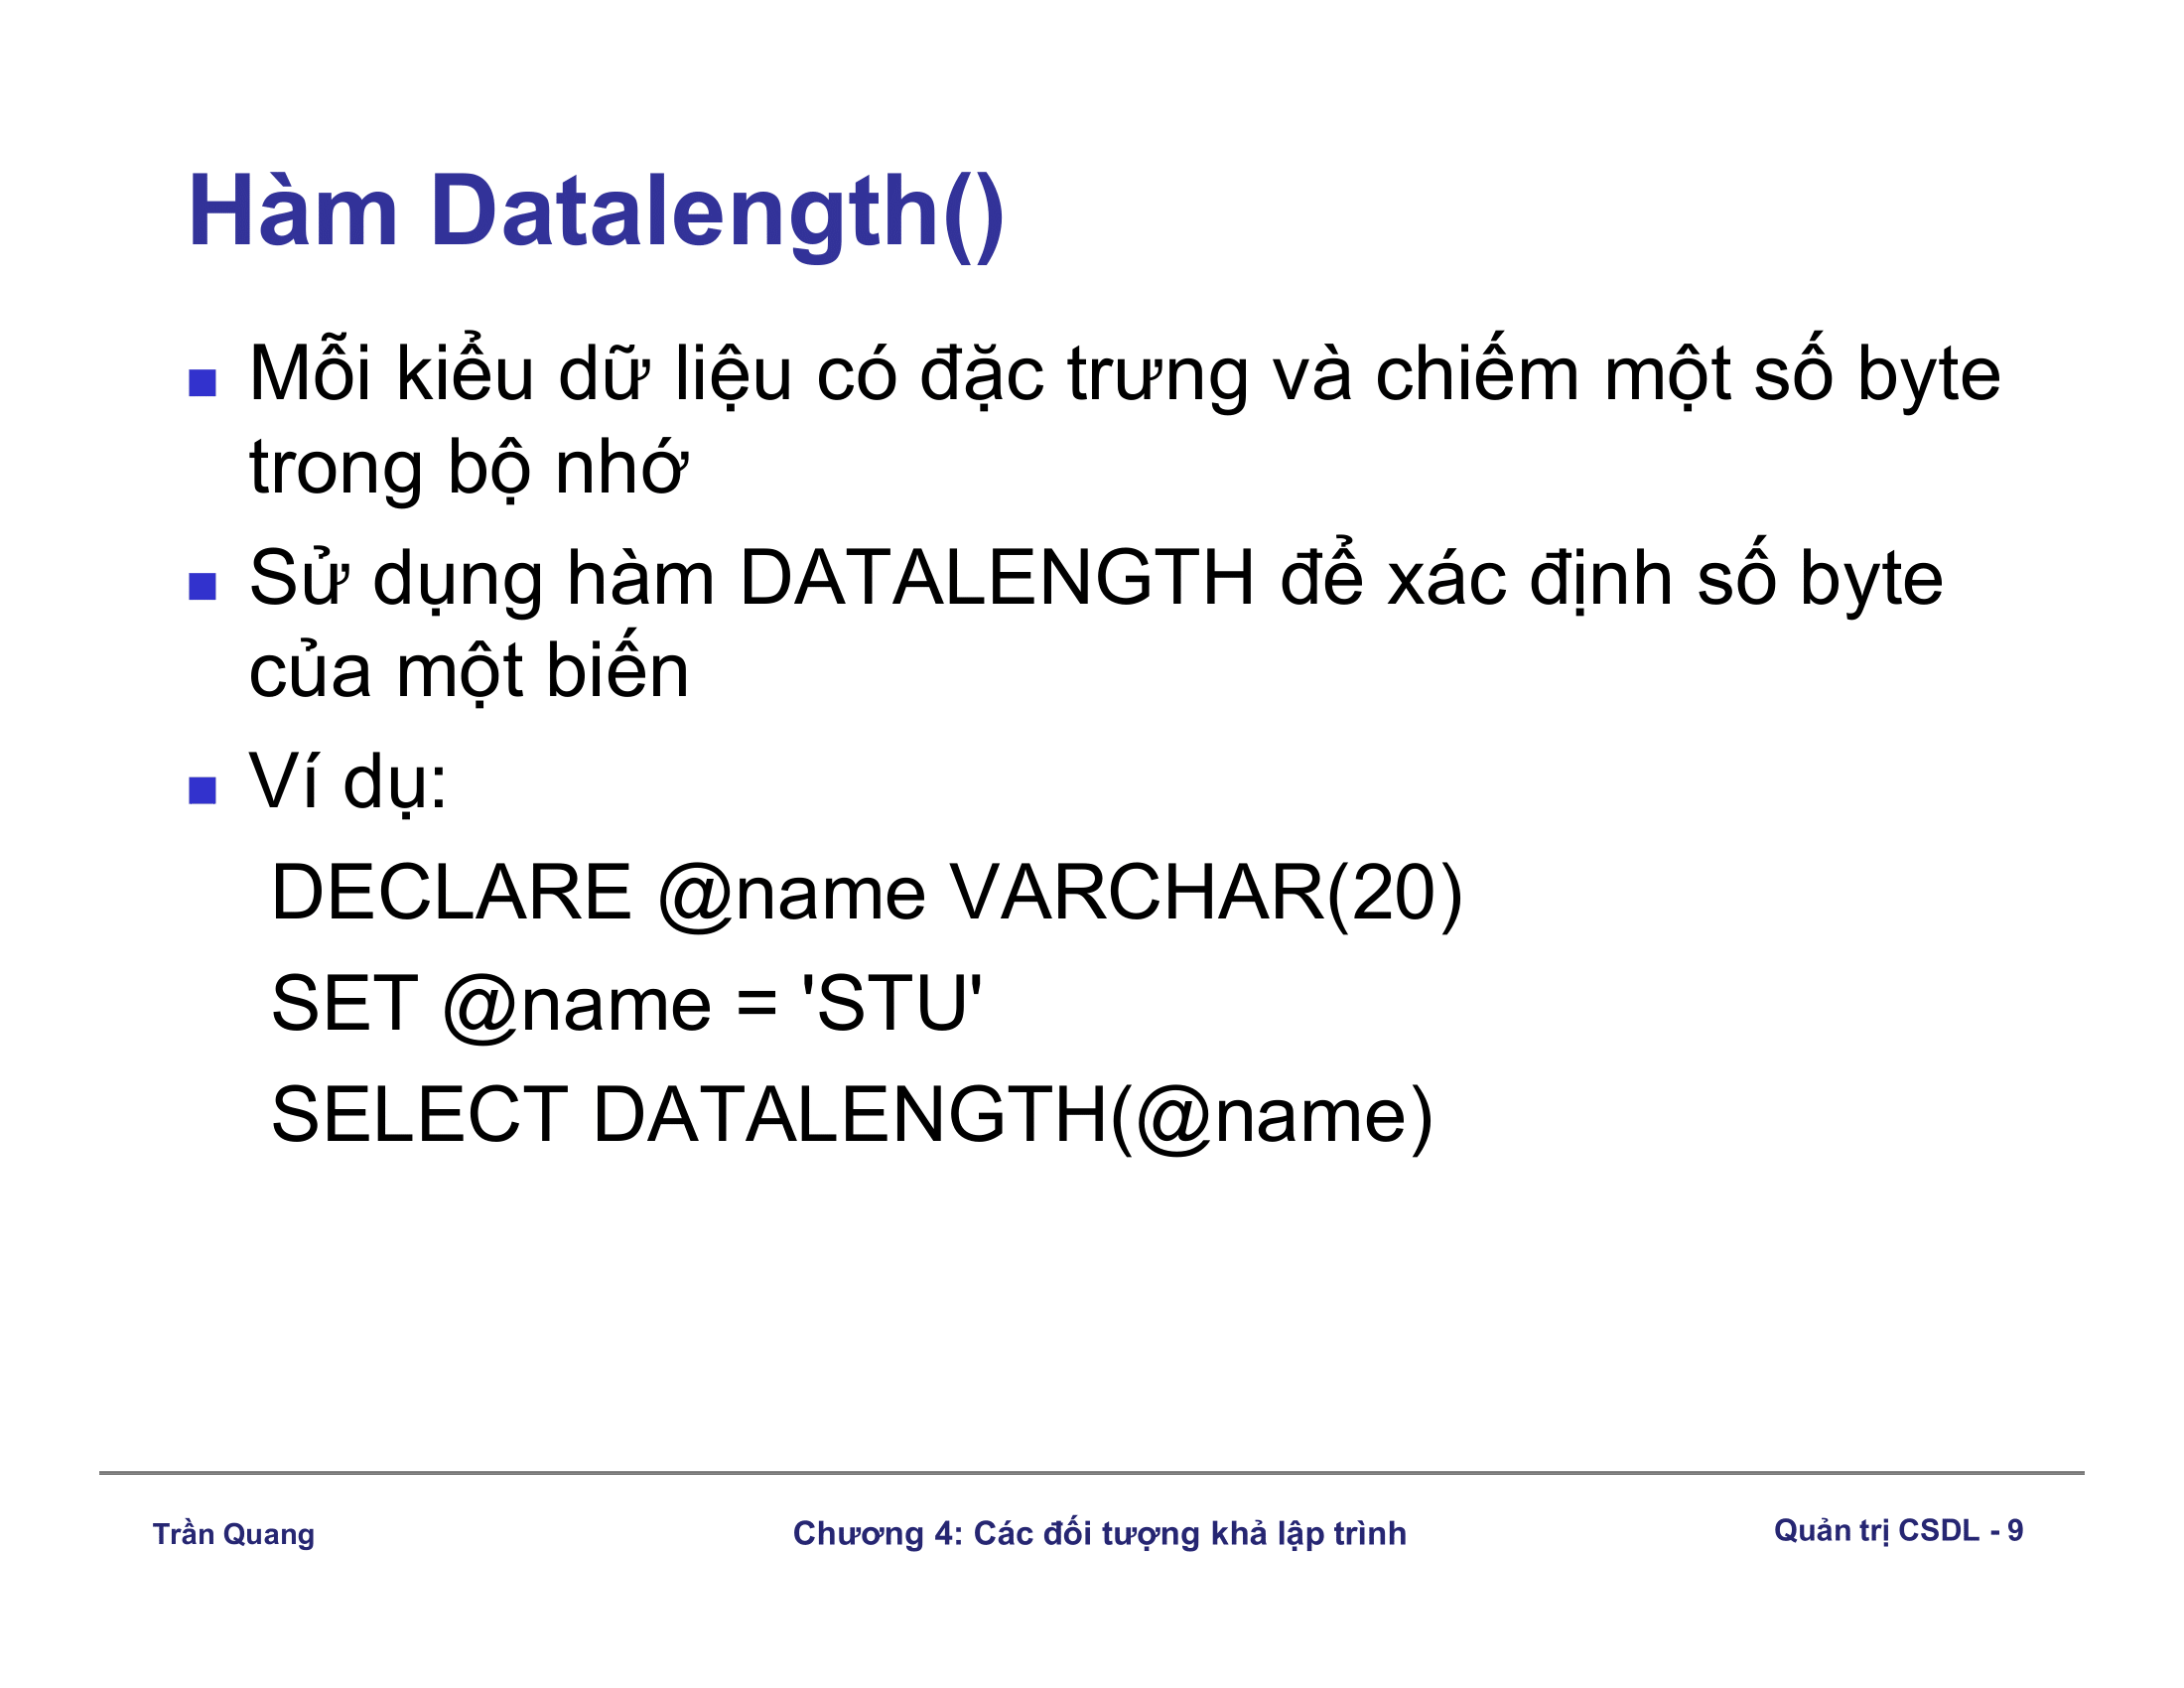 Hàm Datalength()
Mỗi kiểu dữ liệu có đặc trưng và chiếm một số byte
trong bộ nhớ
Sử dụng hàm DATALENGTH để xác định số byte
của một biến
Ví dụ:
DECLARE @name VARCHAR(20)
SET @name = 'STU'
SELECT DATALENGTH(@name)
Trần Quang
Chương 4: Các đối tượng khả lập trình
Quản trị CSDL - 9